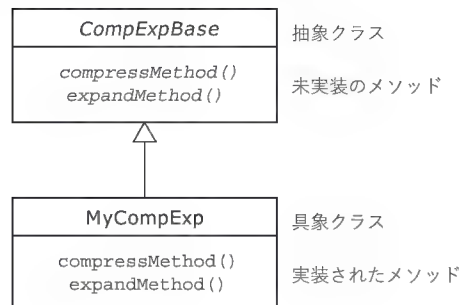 CompExpBase
抽象クラス
compressMethod()
expandMethod()
未実装のメソッド
MyCompExp
具象クラス
compressMethod()
expandMethod()
実装されたメソッド